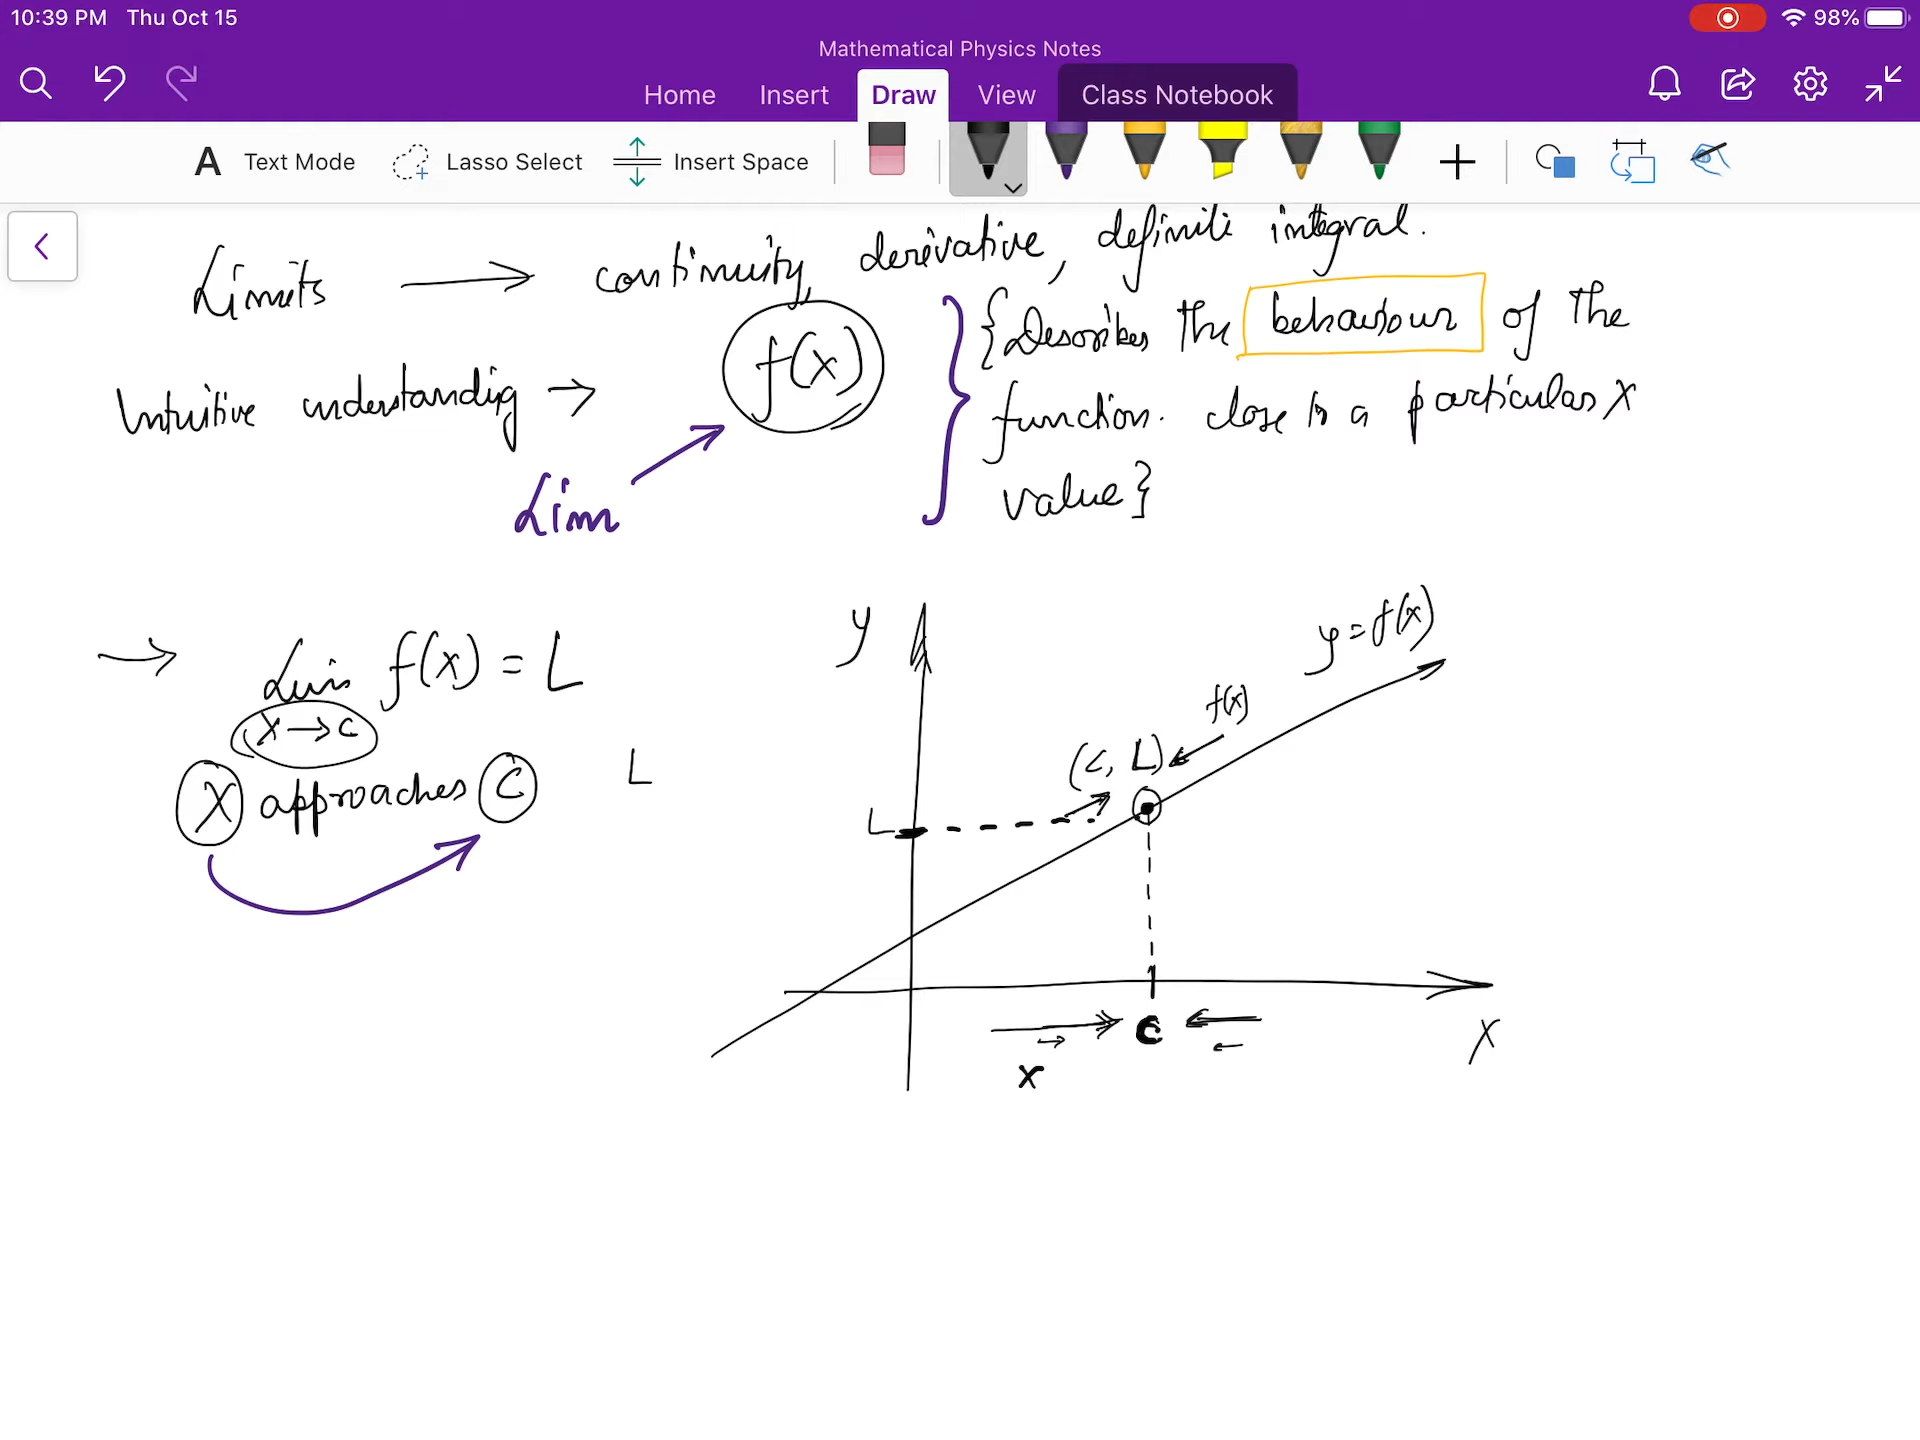 10:39 PM Thu Oct 15
98%
Mathematical Physics Notes
Home Insert Draw View Class Notebook
A Text Mode Lasso Select Insert Space
Limits → continuity, derivative, definite integral.
Intuitive understandig → f(x) {Describes the behaviour of the
function. close to a particular x
value}
Lim
→ Lim f(x) = L
x→c
X approaches C
L
y
y = f(x)
f(x)
(c, L)
L
→ c ←
x
X